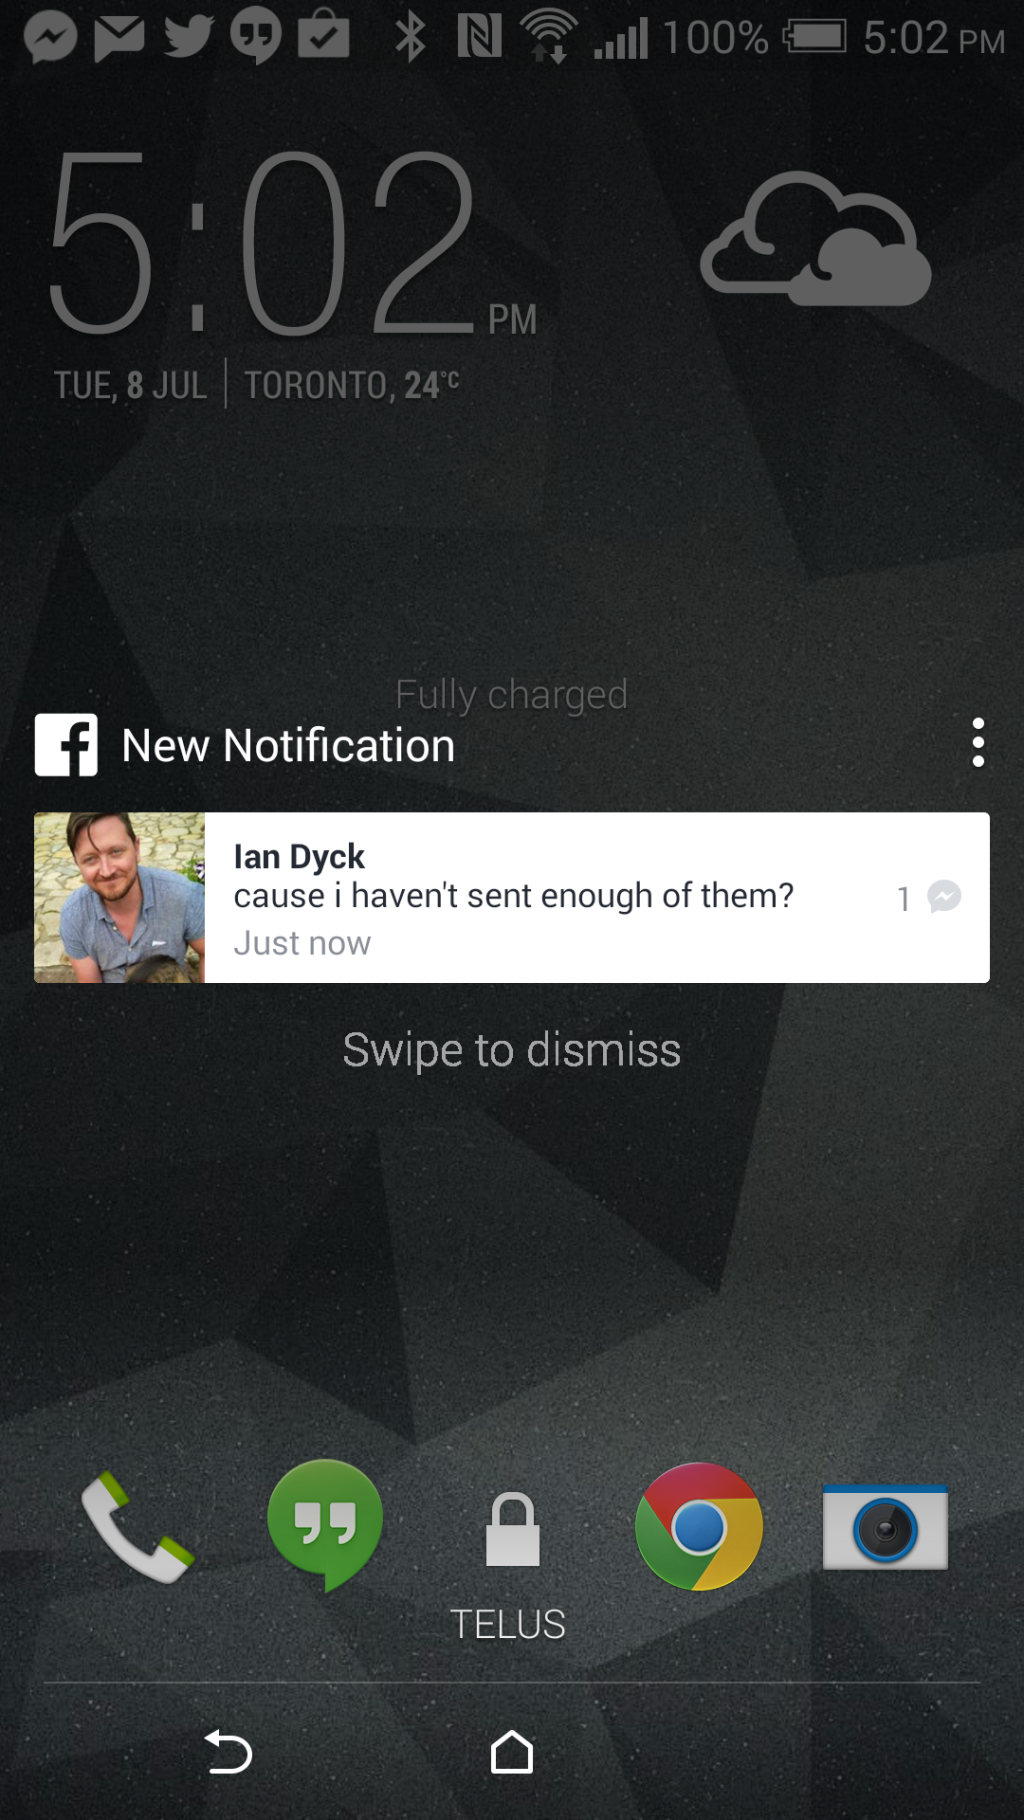 100% 5:02 PM
5:02 PM
TUE, 8 JUL | TORONTO, 24°C
Fully charged
New Notification
Ian Dyck
cause i haven't sent enough of them?
1
Just now
Swipe to dismiss
TELUS